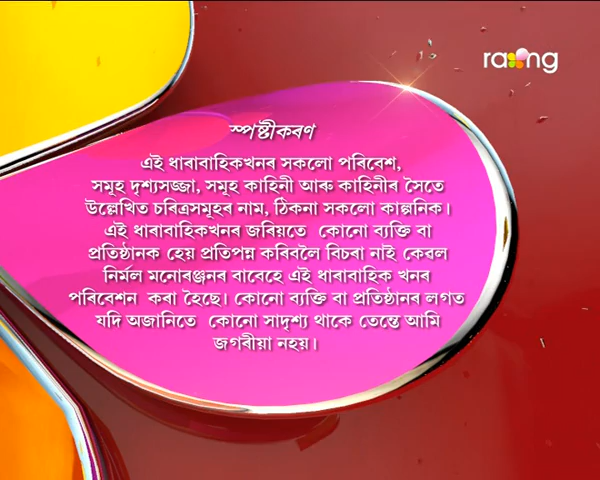 rang
স্পষ্টীকৰণ
এই ধাৰাবাহিকখনৰ সকলো পৰিবেশ,
সমূহ দৃশ্যসজ্জা, সমূহ কাহিনী আৰু কাহিনীৰ সৈতে
উল্লেখিত চৰিত্ৰসমূহৰ নাম, ঠিকনা সকলো কাল্পনিক।
এই ধাৰাবাহিকখনৰ জৰিয়তে কোনো ব্যক্তি বা
প্ৰতিষ্ঠানক হেয় প্ৰতিপন্ন কৰিবলৈ বিচৰা নাই কেৱল
নিৰ্মল মনোৰঞ্জনৰ বাবেহে এই ধাৰাবাহিক খনৰ
পৰিবেশন কৰা হৈছে। কোনো ব্যক্তি বা প্ৰতিষ্ঠানৰ লগত
যদি অজানিতে কোনো সাদৃশ্য থাকে তেন্তে আমি
জগৰীয়া নহয়।